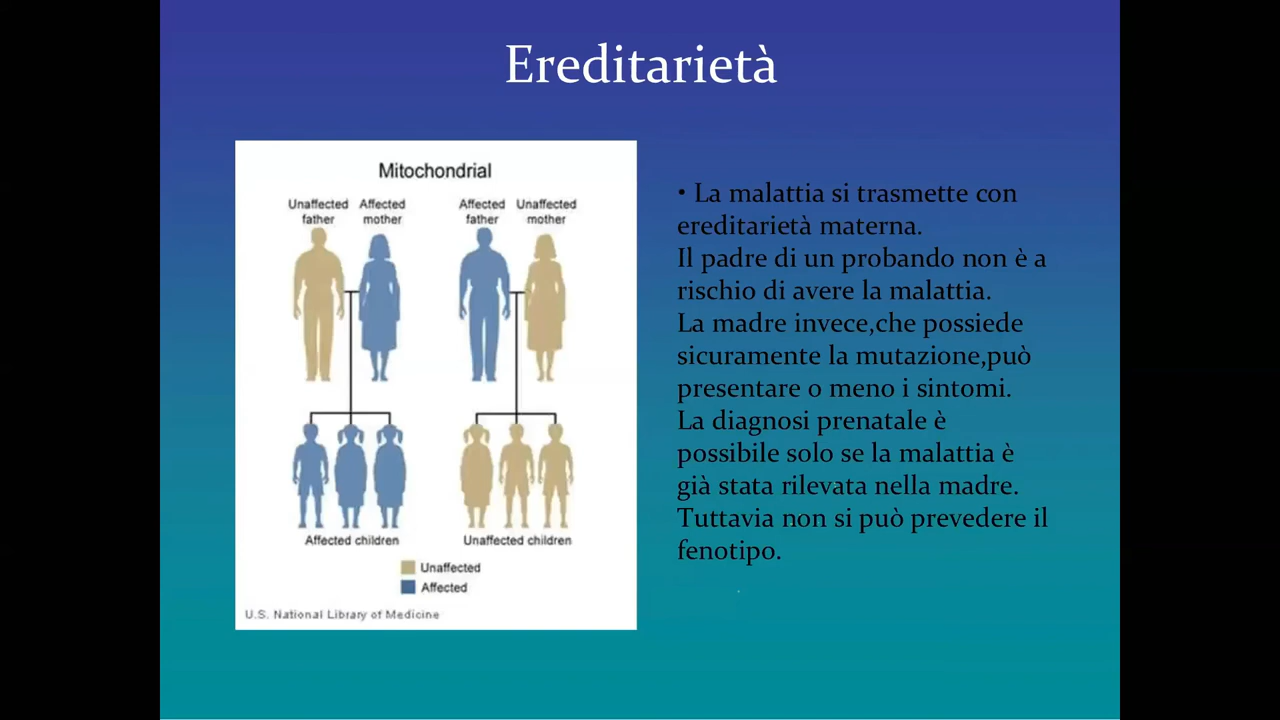 Ereditarietà
Mitochondrial
Unaffected father
Affected mother
Affected father
Unaffected mother
Affected children
Unaffected children
Unaffected
Affected
U.S. National Library of Medicine
• La malattia si trasmette con
ereditarietà materna.
Il padre di un probando non è a
rischio di avere la malattia.
La madre invece,che possiede
sicuramente la mutazione,può
presentare o meno i sintomi.
La diagnosi prenatale è
possibile solo se la malattia è
già stata rilevata nella madre.
Tuttavia non si può prevedere il
fenotipo.